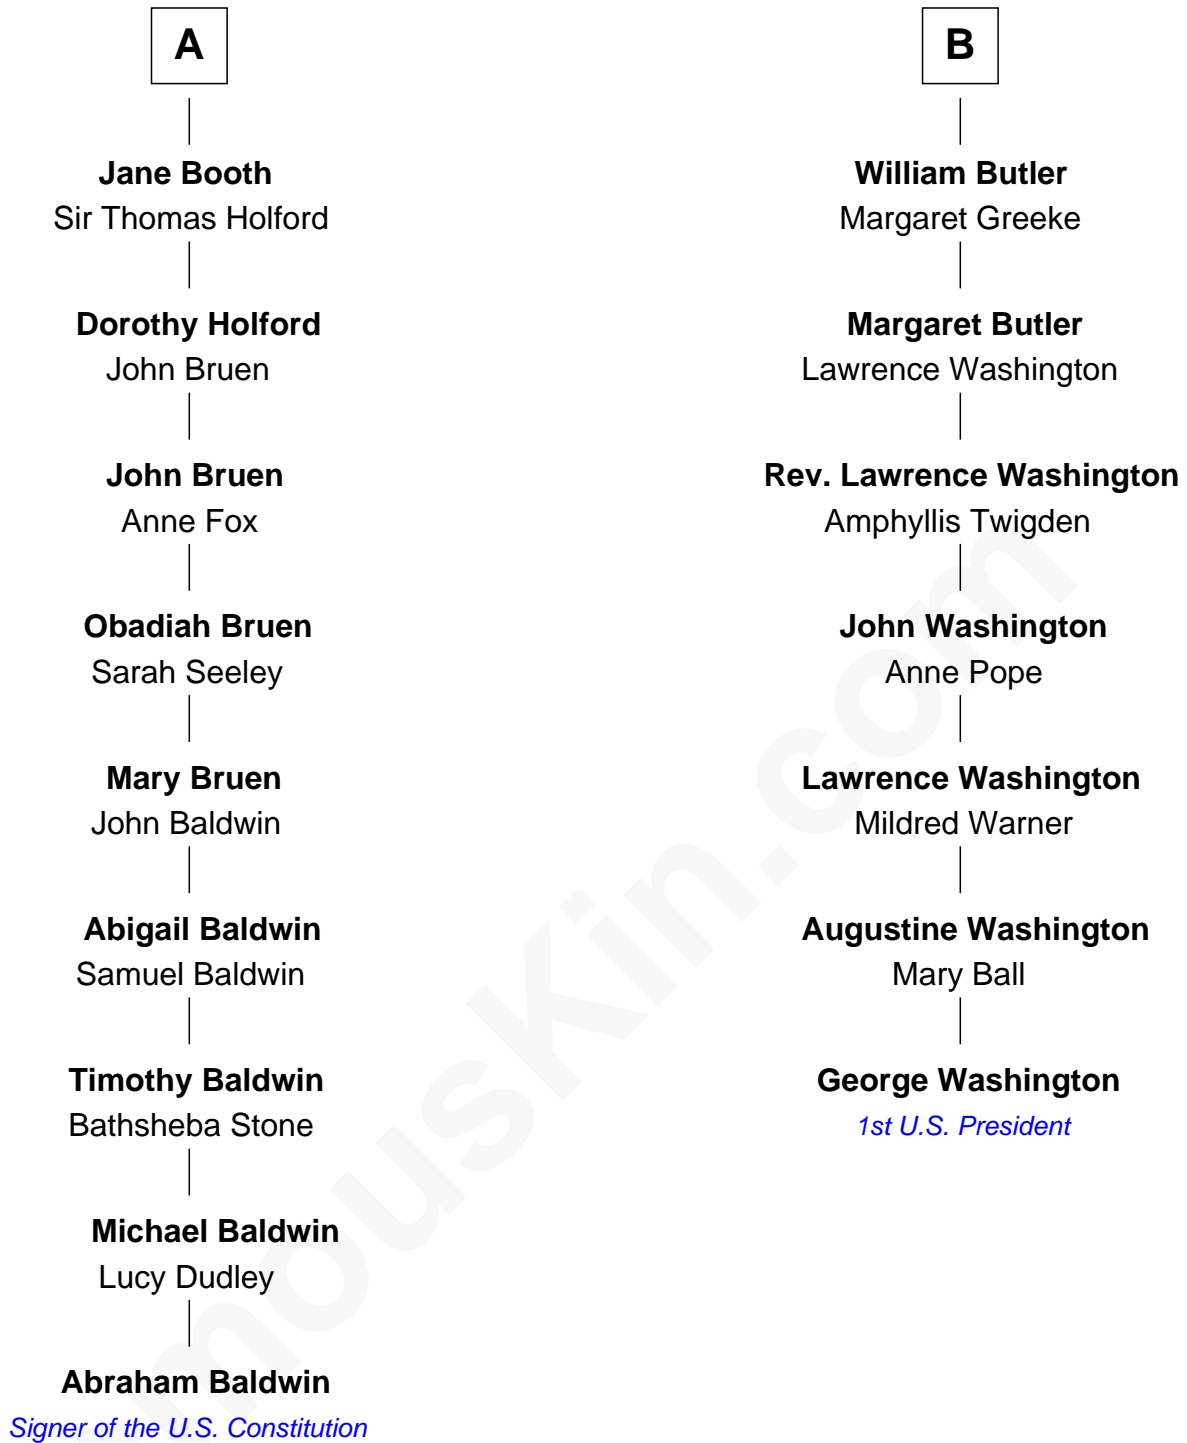 A
Jane Booth
Sir Thomas Holford
Dorothy Holford
John Bruen
John Bruen
Anne Fox
Obadiah Bruen
Sarah Seeley
Mary Bruen
John Baldwin
Abigail Baldwin
Samuel Baldwin
Timothy Baldwin
Bathsheba Stone
Michael Baldwin
Lucy Dudley
Abraham Baldwin
Signer of the U.S. Constitution
B
William Butler
Margaret Greeke
Margaret Butler
Lawrence Washington
Rev. Lawrence Washington
Amphyllis Twigden
John Washington
Anne Pope
Lawrence Washington
Mildred Warner
Augustine Washington
Mary Ball
George Washington
1st U.S. President
mousKin.com